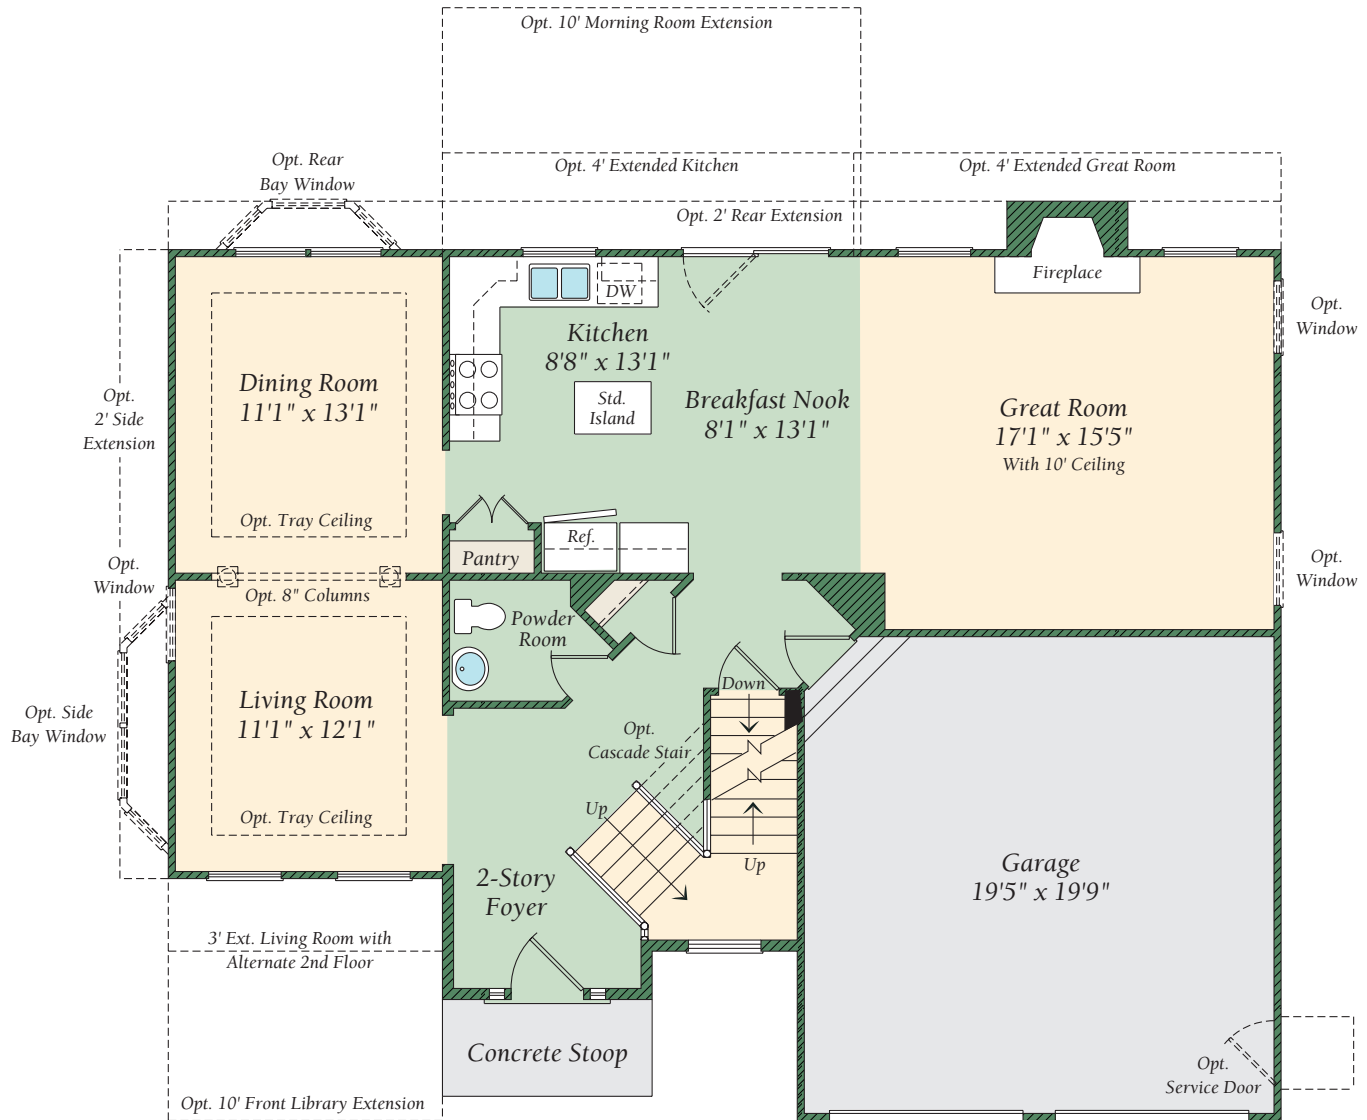 Opt. 10' Morning Room Extension
Opt. Rear
Bay Window
Opt. 4' Extended Kitchen
Opt. 4' Extended Great Room
Opt. 2' Rear Extension
Fireplace
DW
Opt.
Window
Kitchen
8'8" x 13'1"
Dining Room
11'1" x 13'1"
Std.
Island
Breakfast Nook
8'1" x 13'1"
Great Room
17'1" x 15'5"
With 10' Ceiling
Opt.
2' Side
Extension
Opt. Tray Ceiling
Ref.
Pantry
Opt.
Window
Opt.
Window
Opt. 8" Columns
Powder
Room
Living Room
11'1" x 12'1"
Opt. Side
Bay Window
Down
Opt.
Cascade Stair
Opt. Tray Ceiling
Up
Up
2-Story
Foyer
Garage
19'5" x 19'9"
3' Ext. Living Room with
Alternate 2nd Floor
Concrete Stoop
Opt.
Service Door
Opt. 10' Front Library Extension